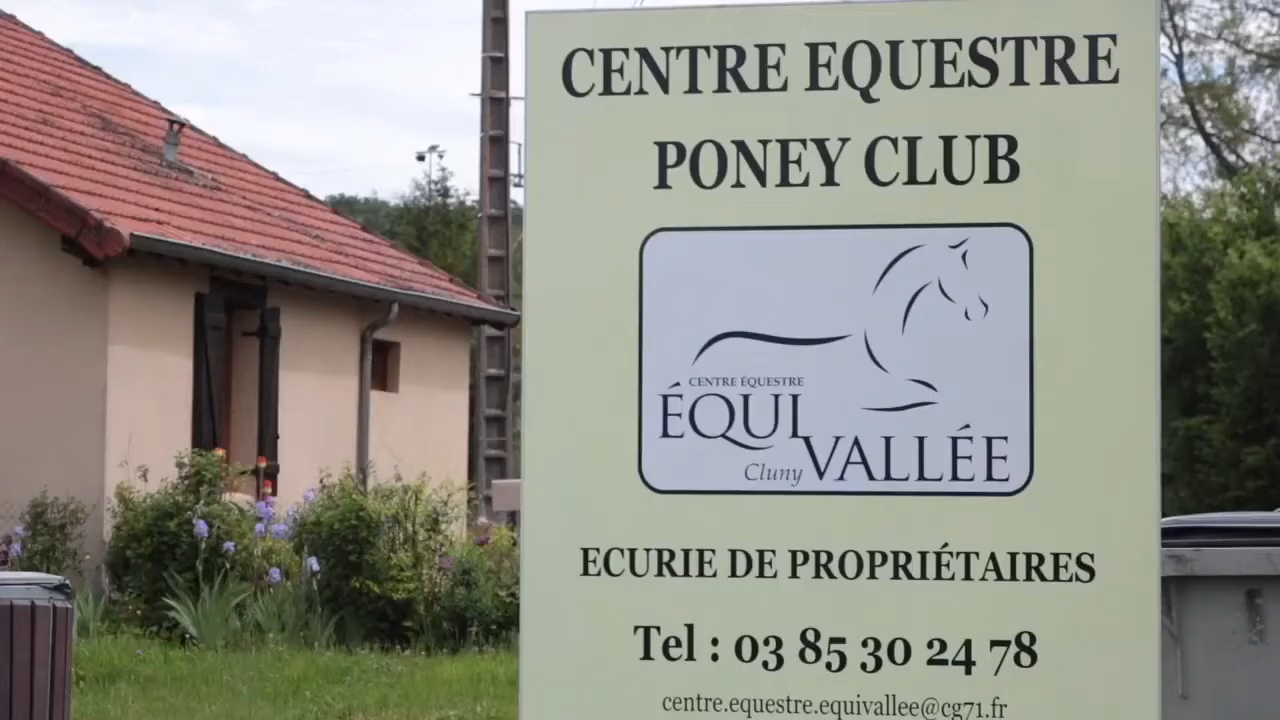 CENTRE EQUESTRE
PONEY CLUB
CENTRE ÉQUESTRE
ÉQUI
Cluny VALLÉE
ECURIE DE PROPRIÉTAIRES
Tel : 03 85 30 24 78
centre.equestre.equivallee@cg71.fr